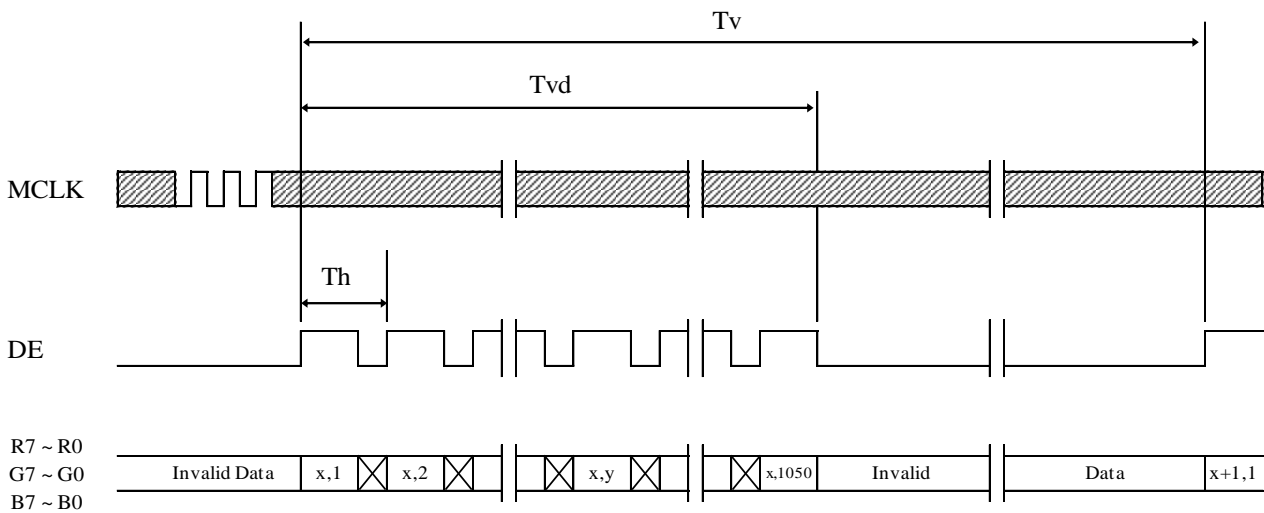 Tv
Tvd
MCLK
Th
DE
R7 ~ R0
G7 ~ G0
B7 ~ B0
Invalid Data x,1 x,2 x,y x,1050 Invalid Data x+1,1